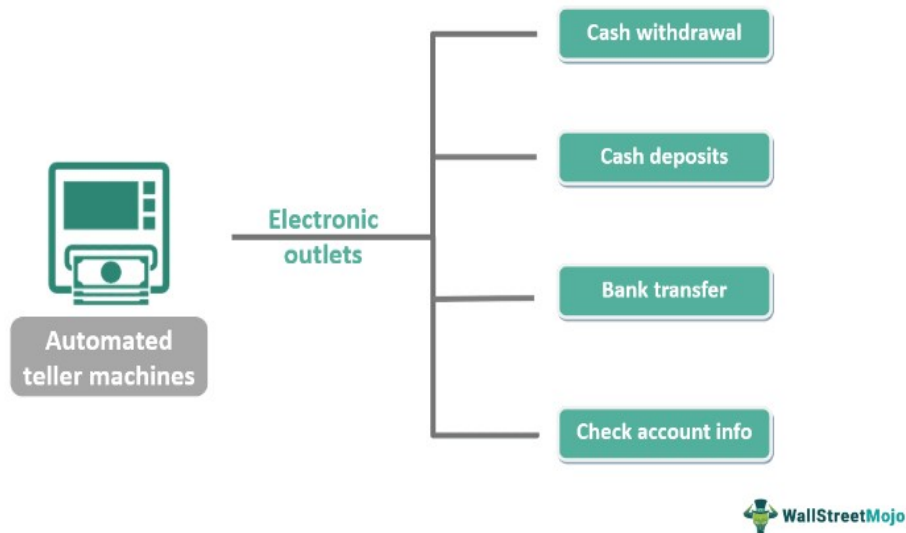 Cash withdrawal
Cash deposits
Electronic
outlets
Bank transfer
Automated
teller machines
Check account info
WallStreetMojo